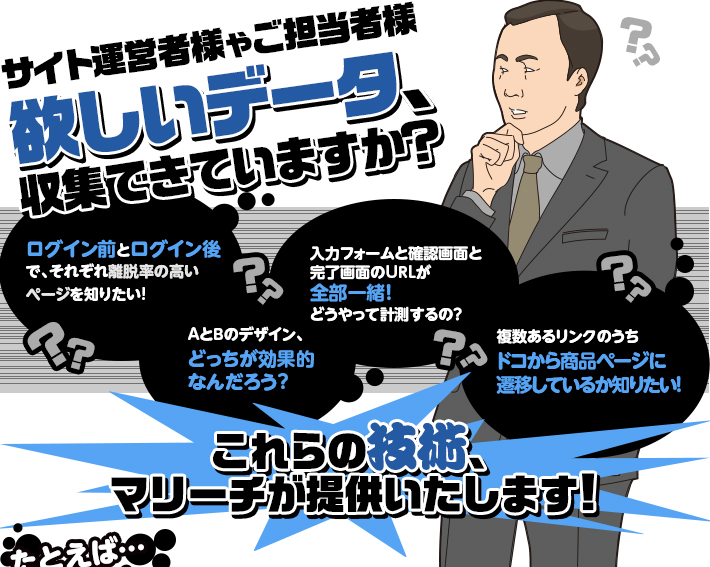 サイト運営者様やご担当者様
欲しいデータ、
収集できていますか?
ログイン前とログイン後
で、それぞれ離脱率の高い
ページを知りたい!
入力フォームと確認画面と
完了画面のURLが
全部一緒!
どうやって計測するの?
AとBのデザイン、
どっちが効果的
なんだろう?
複数あるリンクのうち
ドコから商品ページに
遷移しているか知りたい!
これらの技術、
マリーチが提供いたします!
たとえば…